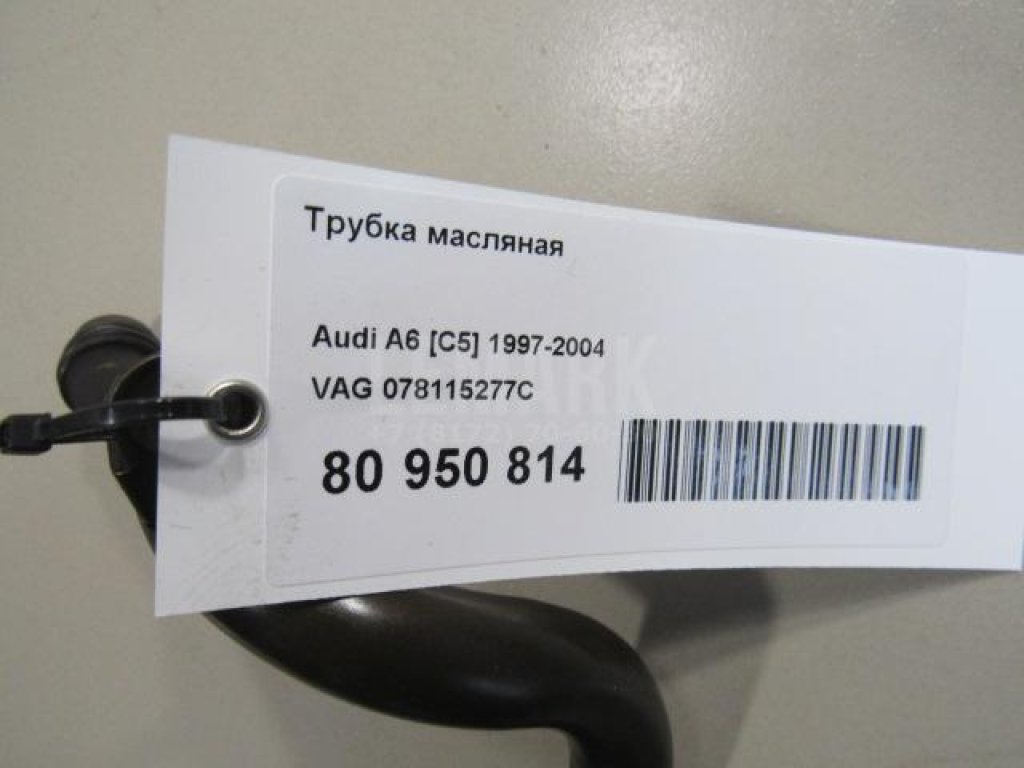 Трубка масляная
Audi A6 [C5] 1997-2004
VAG 078115277C
80 950 814